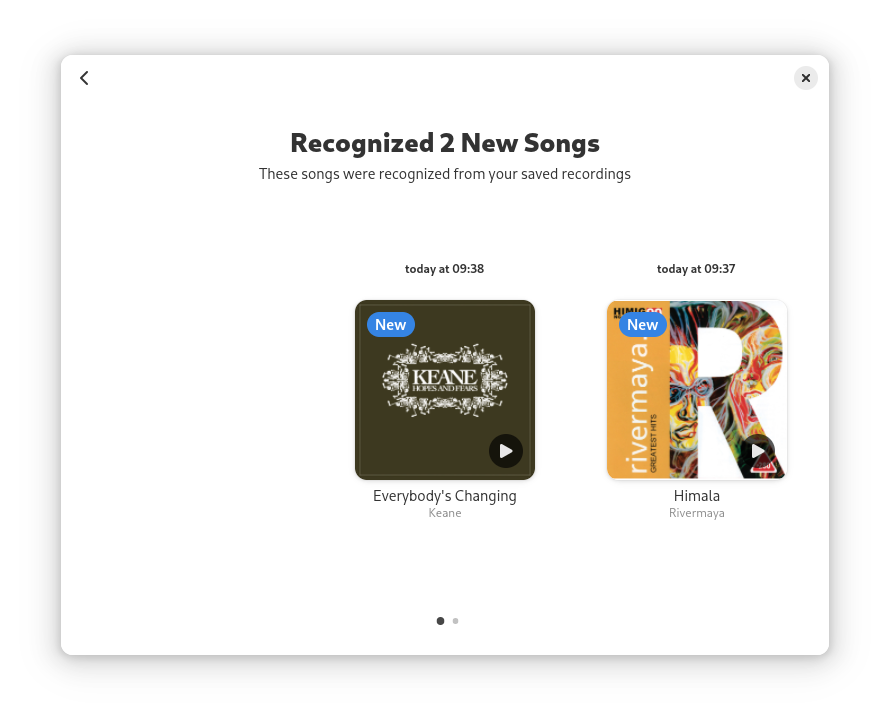 Recognized 2 New Songs
These songs were recognized from your saved recordings
today at 09:38
New
KEANE
HOPES AND FEARS
Everybody's Changing
Keane
today at 09:37
New
rivermaya
GREATEST HITS
Himala
Rivermaya